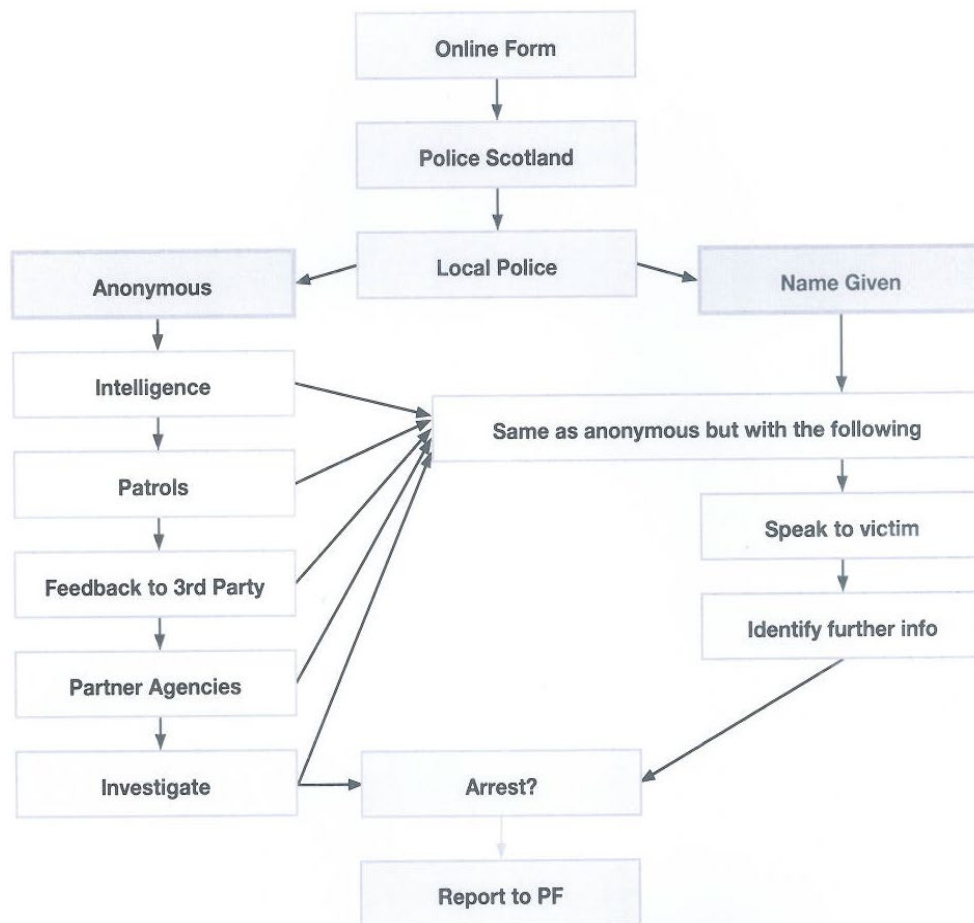 Online Form
Police Scotland
Local Police
Anonymous
Name Given
Intelligence
Same as anonymous but with the following
Patrols
Speak to victim
Feedback to 3rd Party
Identify further info
Partner Agencies
Investigate
Arrest?
Report to PF